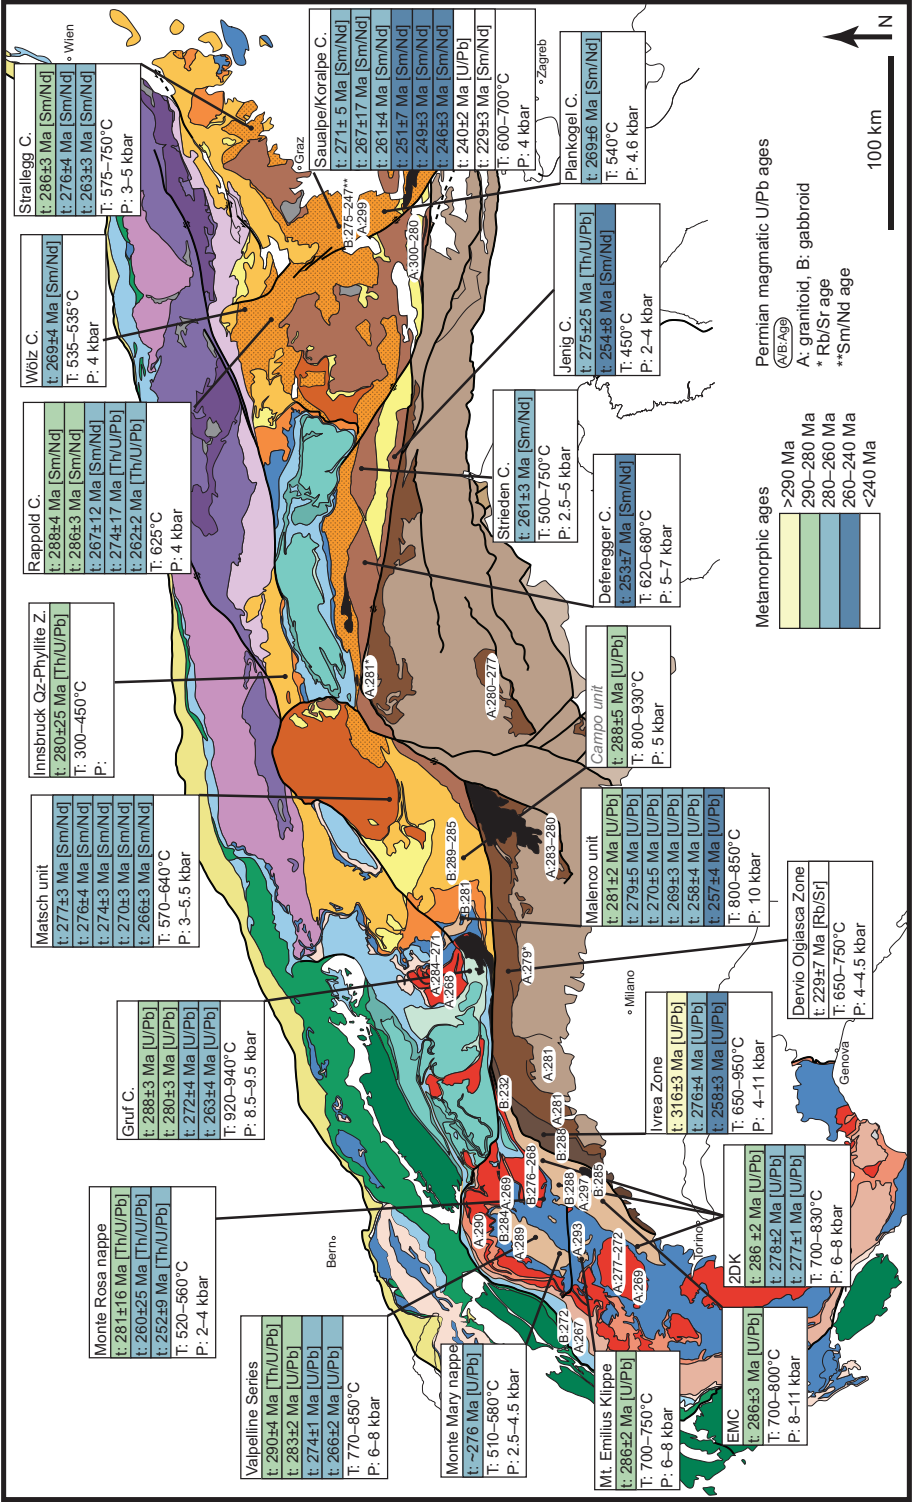 Valpelline Series
t: 290±4 Ma [Th/U/Pb]
t: 283±2 Ma [U/Pb]
t: 274±1 Ma [U/Pb]
t: 266±2 Ma [U/Pb]
T: 770–850°C
P: 6–8 kbar
Monte Rosa nappe
t: 281±16 Ma [Th/U/Pb]
t: 260±25 Ma [Th/U/Pb]
t: 252±9 Ma [Th/U/Pb]
T: 520–560°C
P: 2–4 kbar
Gruf C.
t: 288±3 Ma [U/Pb]
t: 280±3 Ma [U/Pb]
t: 272±4 Ma [U/Pb]
t: 263±4 Ma [U/Pb]
T: 920–940°C
P: 8.5–9.5 kbar
Matsch unit
t: 277±3 Ma [Sm/Nd]
t: 276±4 Ma [Sm/Nd]
t: 274±3 Ma [Sm/Nd]
t: 270±3 Ma [Sm/Nd]
t: 266±3 Ma [Sm/Nd]
T: 570–640°C
P: 3–5.5 kbar
Innsbruck Qz-Phyllite Z.
t: 280±25 Ma [Th/U/Pb]
T: 300–450°C
P:
Rappold C.
t: 288±4 Ma [Sm/Nd]
t: 286±3 Ma [Sm/Nd]
t: 267±12 Ma [Sm/Nd]
t: 274±17 Ma [Th/U/Pb]
t: 262±2 Ma [Th/U/Pb]
T: 625°C
P: 4 kbar
Wölz C.
t: 269±4 Ma [Sm/Nd]
T: 535–535°C
P: 4 kbar
Strallegg C.
t: 286±3 Ma [Sm/Nd]
t: 276±4 Ma [Sm/Nd]
t: 263±3 Ma [Sm/Nd]
T: 575–750°C
P: 3–5 kbar
Wien
Graz
Zagreb
Bern
Milano
Genova
Saualpe/Koralpe C.
t: 271± 5 Ma [Sm/Nd]
t: 267±17 Ma [Sm/Nd]
t: 261±4 Ma [Sm/Nd]
t: 251±7 Ma [Sm/Nd]
t: 249±3 Ma [Sm/Nd]
t: 246±3 Ma [Sm/Nd]
t: 240±2 Ma [U/Pb]
t: 229±3 Ma [Sm/Nd]
T: 600–700°C
P: 4 kbar
Plankogel C.
t: 269±6 Ma [Sm/Nd]
T: 540°C
P: 4.6 kbar
Jenig C.
t: 275±25 Ma [Th/U/Pb]
t: 254±8 Ma [Sm/Nd]
T: 450°C
P: 2–4 kbar
Strieden C.
t: 261±3 Ma [Sm/Nd]
T: 500–750°C
P: 2.5–5 kbar
Deferegger C.
t: 253±7 Ma [Sm/Nd]
T: 620–680°C
P: 5–7 kbar
Campo unit
t: 288±5 Ma [U/Pb]
T: 800–930°C
P: 5 kbar
Malenco unit
t: 281±2 Ma [U/Pb]
t: 279±5 Ma [U/Pb]
t: 270±5 Ma [U/Pb]
t: 269±3 Ma [U/Pb]
t: 258±4 Ma [U/Pb]
t: 257±4 Ma [U/Pb]
T: 800–850°C
P: 10 kbar
Dervio Olgiasca Zone
t: 229±7 Ma [Rb/Sr]
T: 650–750°C
P: 4–4.5 kbar
Ivrea Zone
t: 316±3 Ma [U/Pb]
t: 276±4 Ma [U/Pb]
t: 258±3 Ma [U/Pb]
T: 650–950°C
P: 4–11 kbar
2DK
t: 286 ±2 Ma [U/Pb]
t: 278±2 Ma [U/Pb]
t: 277±1 Ma [U/Pb]
T: 700–830°C
P: 6–8 kbar
EMC
t: 289±3 Ma [U/Pb]
T: 700–800°C
P: 8–11 kbar
Mt. Emilius Klippe
t: 286±2 Ma [U/Pb]
T: 700–750°C
P: 6–8 kbar
Monte Mary nappe
t: ~276 Ma [U/Pb]
T: 510–580°C
P: 2.5–4.5 kbar
A:290
B:284
A:269
A:289
B:276–268
B:232
B:288
A:297
B:285
A:293
A:277–272
A:269
B:272
A:267
B:288
A:281
A:281
A:279*
A:284–271
A:268
B:281
B:289–285
A:283–280
A:281*
A:280–277
A:300–280
B:275-247**
A:299
Metamorphic ages
>290 Ma
290–280 Ma
280–260 Ma
260–240 Ma
<240 Ma
Permian magmatic U/Pb ages
A/B:Age
A: granitoid, B: gabbroid
* Rb/Sr age
**Sm/Nd age
100 km
N